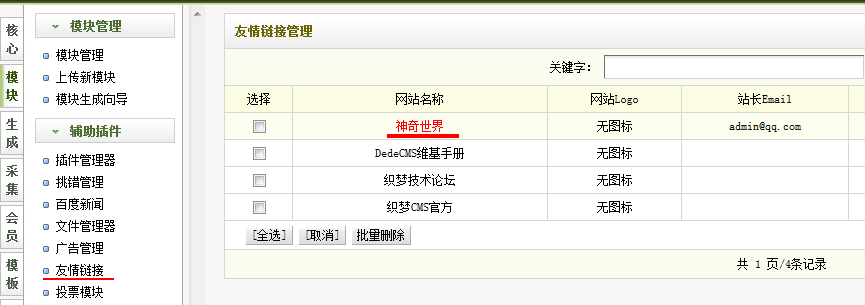 核心
模块
生成
采集
会员
模板
模块管理
模块管理
上传新模块
模块生成向导
辅助插件
插件管理器
挑错管理
百度新闻
文件管理器
广告管理
友情链接
投票模块
友情链接管理
关键字：
选择 网站名称 网站Logo 站长Email
神奇世界 无图标 admin@qq.com
DedeCMS维基手册 无图标
织梦技术论坛 无图标
织梦CMS官方 无图标
[全选] [取消] 批量删除
共 1 页/4条记录